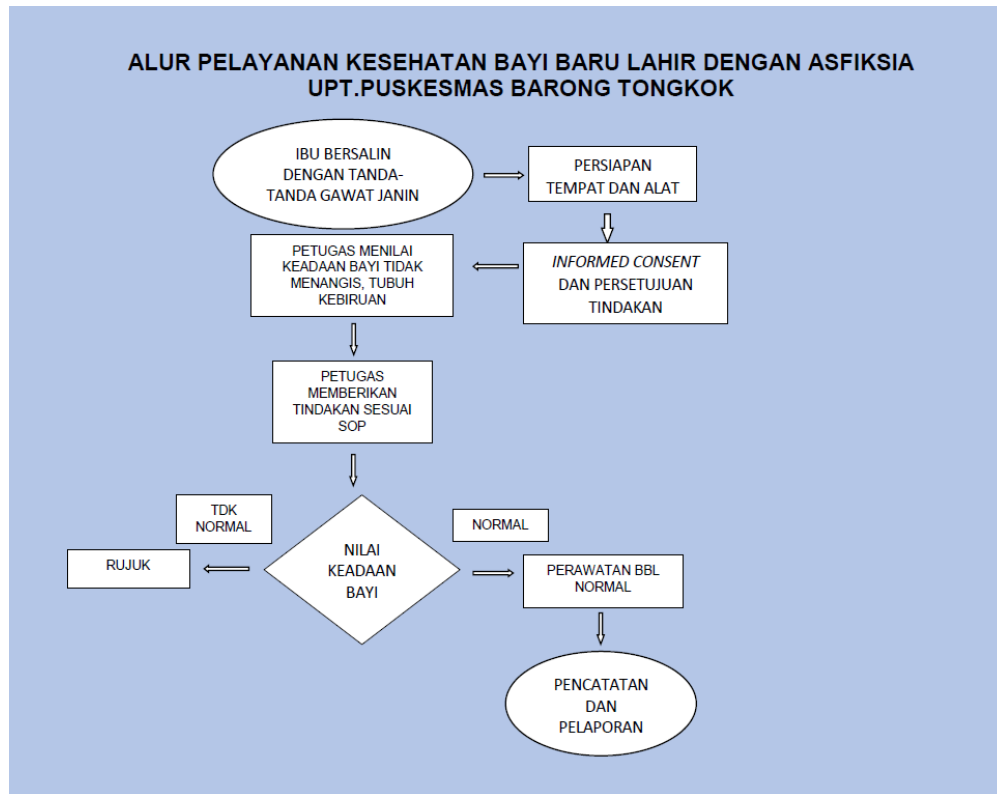 ALUR PELAYANAN KESEHATAN BAYI BARU LAHIR DENGAN ASFIKSIA
UPT.PUSKESMAS BARONG TONGKOK
IBU BERSALIN
DENGAN TANDA-
TANDA GAWAT JANIN
PERSIAPAN
TEMPAT DAN ALAT
INFORMED CONSENT
DAN PERSETUJUAN
TINDAKAN
PETUGAS MENILAI
KEADAAN BAYI TIDAK
MENANGIS, TUBUH
KEBIRUAN
PETUGAS
MEMBERIKAN
TINDAKAN SESUAI
SOP
NILAI
KEADAAN
BAYI
TDK
NORMAL
RUJUK
NORMAL
PERAWATAN BBL
NORMAL
PENCATATAN
DAN
PELAPORAN